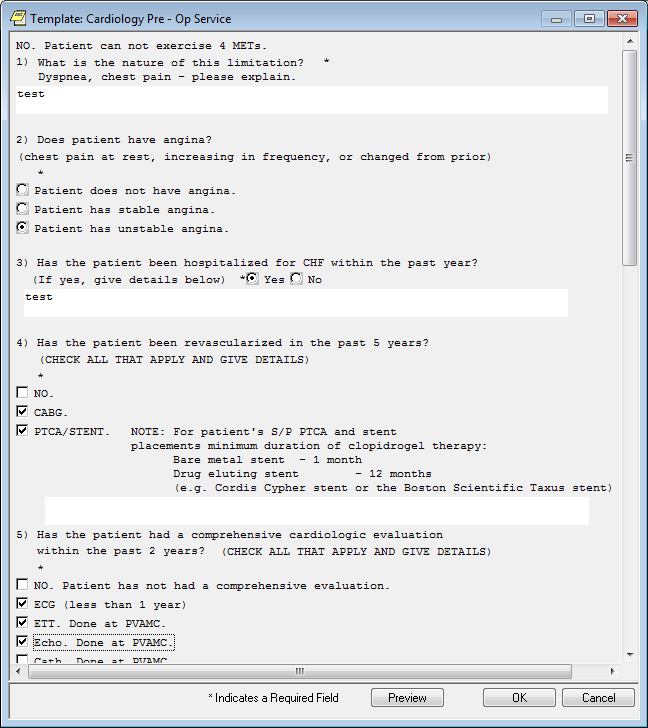 Template: Cardiology Pre - Op Service
NO. Patient can not exercise 4 METs.
1) What is the nature of this limitation? *
Dyspnea, chest pain - please explain.
test
2) Does patient have angina?
(chest pain at rest, increasing in frequency, or changed from prior)
*
Patient does not have angina.
Patient has stable angina.
Patient has unstable angina.
3) Has the patient been hospitalized for CHF within the past year?
(If yes, give details below) * Yes No
test
4) Has the patient been revascularized in the past 5 years?
(CHECK ALL THAT APPLY AND GIVE DETAILS)
*
NO.
CABG.
PTCA/STENT. NOTE: For patient's S/P PTCA and stent
placements minimum duration of clopidrogel therapy:
Bare metal stent - 1 month
Drug eluting stent - 12 months
(e.g. Cordis Cypher stent or the Boston Scientific Taxus stent)
5) Has the patient had a comprehensive cardiologic evaluation
within the past 2 years? (CHECK ALL THAT APPLY AND GIVE DETAILS)
*
NO. Patient has not had a comprehensive evaluation.
ECG (less than 1 year)
ETT. Done at PVAMC.
Echo. Done at PVAMC.
Cath. Done at PVAMC
* Indicates a Required Field Preview OK Cancel